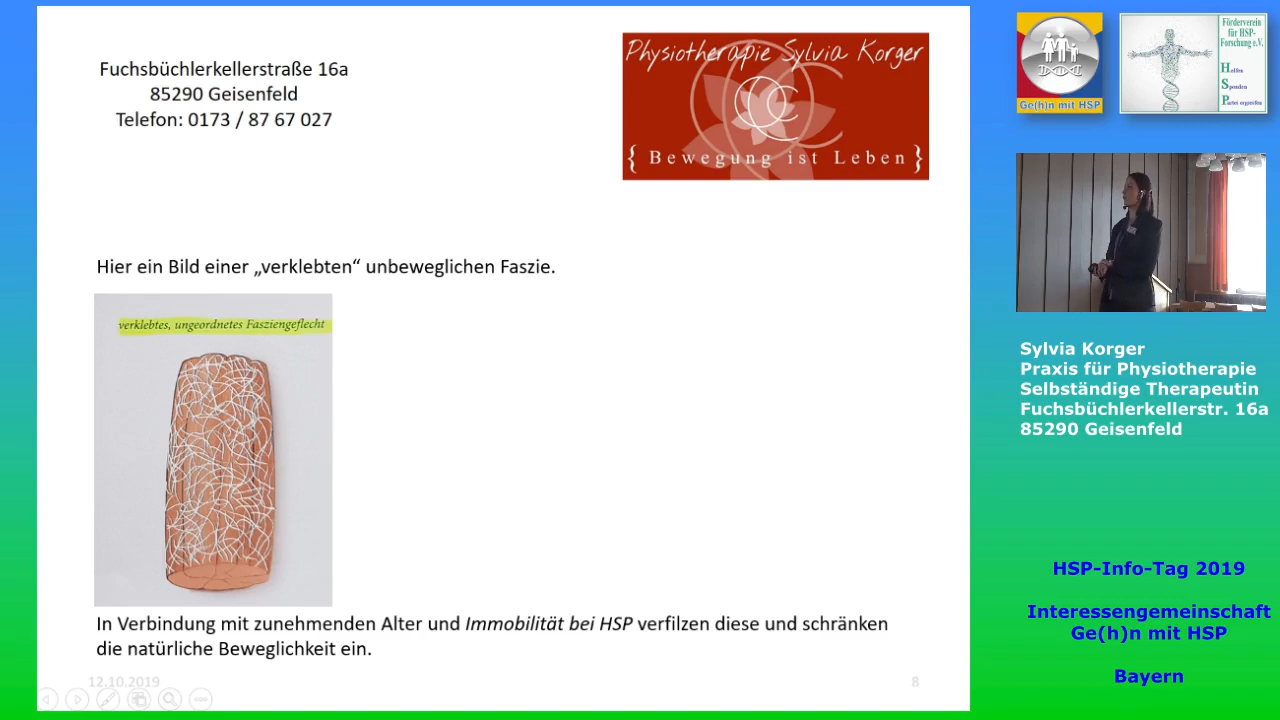 Fuchsbüchlerkellerstraße 16a
85290 Geisenfeld
Telefon: 0173 / 87 67 027
Physiotherapie Sylvia Korger
{ Bewegung ist Leben }
Hier ein Bild einer „verklebten“ unbeweglichen Faszie.
verklebtes, ungeordnetes Fasziengeflecht
In Verbindung mit zunehmenden Alter und Immobilität bei HSP verfilzen diese und schränken
die natürliche Beweglichkeit ein.
12.10.2019
8
Ge(h)n mit HSP
Förderverein
für HSP-
Forschung e.V.
Helfen
Spenden
Partei ergreifen
Sylvia Korger
Praxis für Physiotherapie
Selbständige Therapeutin
Fuchsbüchlerkellerstr. 16a
85290 Geisenfeld
HSP-Info-Tag 2019
Interessengemeinschaft
Ge(h)n mit HSP
Bayern